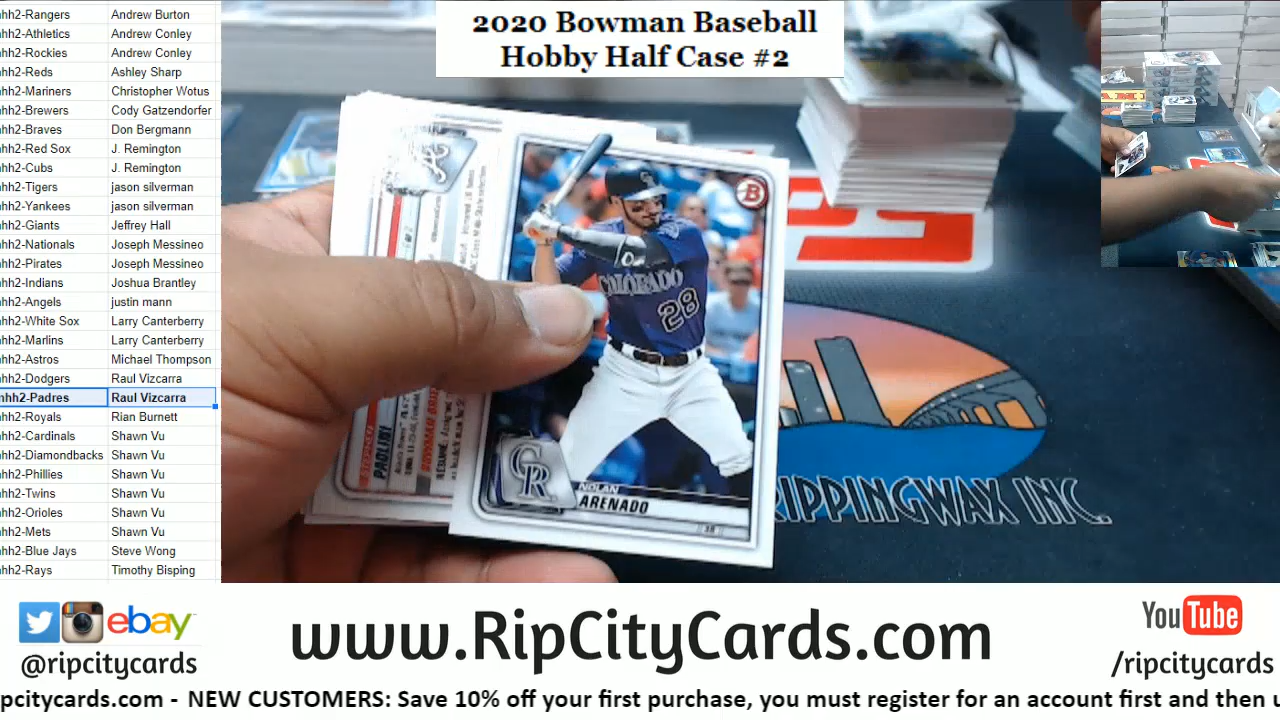 hh2-Rangers Andrew Burton
hh2-Athletics Andrew Conley
hh2-Rockies Andrew Conley
hh2-Reds Ashley Sharp
hh2-Mariners Christopher Wotus
hh2-Brewers Cody Gatzendorfer
hh2-Braves Don Bergmann
hh2-Red Sox J. Remington
hh2-Cubs J. Remington
hh2-Tigers jason silverman
hh2-Yankees jason silverman
hh2-Giants Jeffrey Hall
hh2-Nationals Joseph Messineo
hh2-Pirates Joseph Messineo
hh2-Indians Joshua Brantley
hh2-Angels justin mann
hh2-White Sox Larry Canterberry
hh2-Marlins Larry Canterberry
hh2-Astros Michael Thompson
hh2-Dodgers Raul Vizcarra
hh2-Padres Raul Vizcarra
hh2-Royals Rian Burnett
hh2-Cardinals Shawn Vu
hh2-Diamondbacks Shawn Vu
hh2-Phillies Shawn Vu
hh2-Twins Shawn Vu
hh2-Orioles Shawn Vu
hh2-Mets Shawn Vu
hh2-Blue Jays Steve Wong
hh2-Rays Timothy Bisping
2020 Bowman Baseball
Hobby Half Case #2
B
COLORADO
28
CR
NOLAN
ARENADO
3B
A
PAOLINI
RIPPINGWAX INC.
ebay
@ripcitycards
www.RipCityCards.com
YouTube
/ripcitycards
pcitycards.com - NEW CUSTOMERS: Save 10% off your first purchase, you must register for an account first and then u